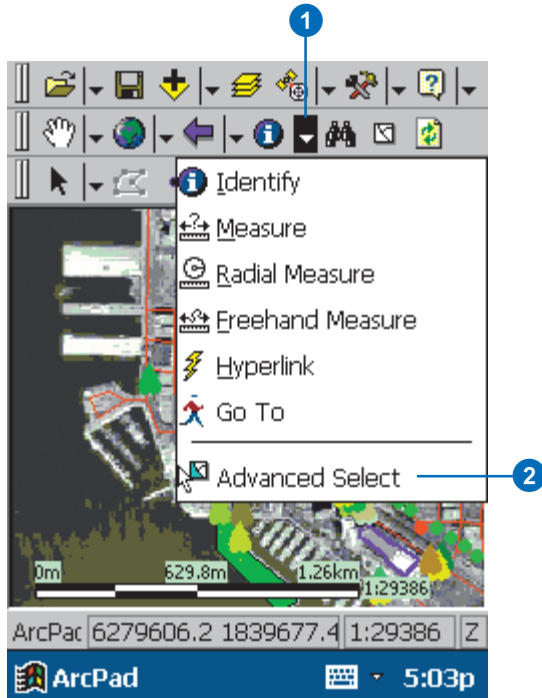 1
Identify
Measure
Radial Measure
Freehand Measure
Hyperlink
Go To
Advanced Select
2
0m 629.8m 1.26km
1:29386
ArcPac 6279606.2 1839677.4 1:29386 Z
ArcPad 5:03p